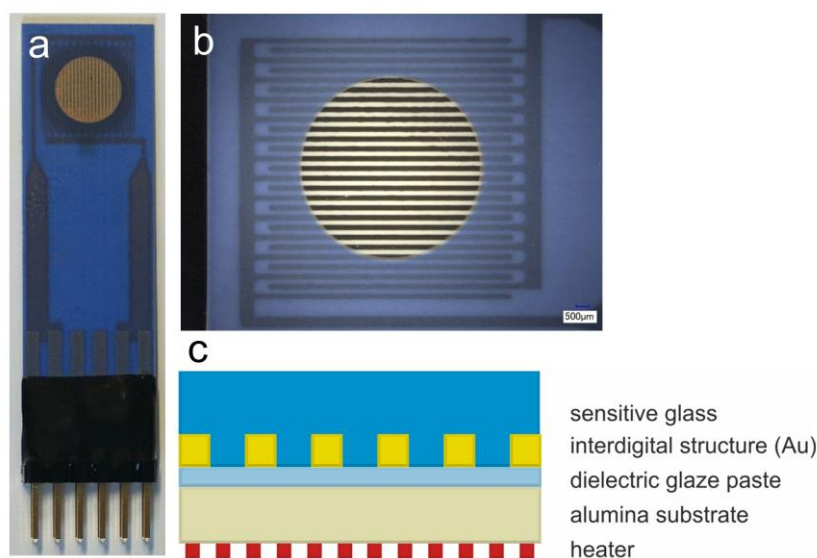 a
b
500µm
c
sensitive glass
interdigital structure (Au)
dielectric glaze paste
alumina substrate
heater